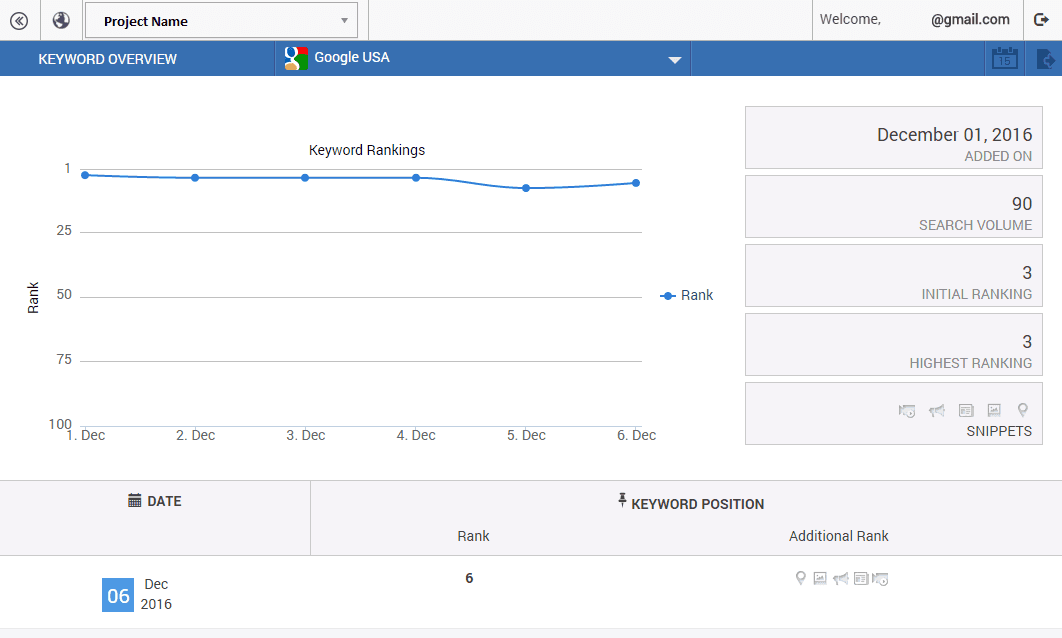 Project Name
Welcome, @gmail.com
KEYWORD OVERVIEW
Google USA
15
Keyword Rankings
1
25
50
75
100
Rank
1. Dec 2. Dec 3. Dec 4. Dec 5. Dec 6. Dec
Rank
December 01, 2016
ADDED ON
90
SEARCH VOLUME
3
INITIAL RANKING
3
HIGHEST RANKING
SNIPPETS
DATE
KEYWORD POSITION
Rank
Additional Rank
06
Dec
2016
6